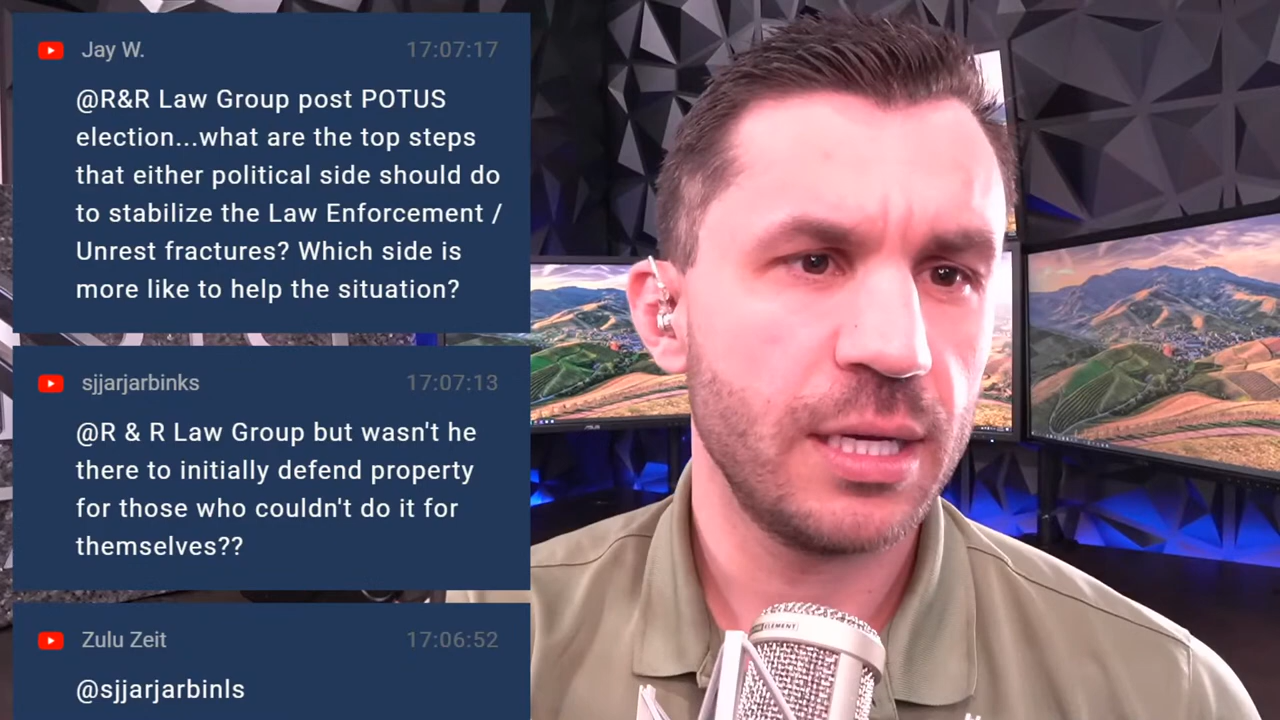 Jay W. 17:07:17
@R&R Law Group post POTUS
election...what are the top steps
that either political side should do
to stabilize the Law Enforcement /
Unrest fractures? Which side is
more like to help the situation?
sjjarjarbinks 17:07:13
@R & R Law Group but wasn't he
there to initially defend property
for those who couldn't do it for
themselves??
Zulu Zeit 17:06:52
@sjjarjarbinls
ELEMENT